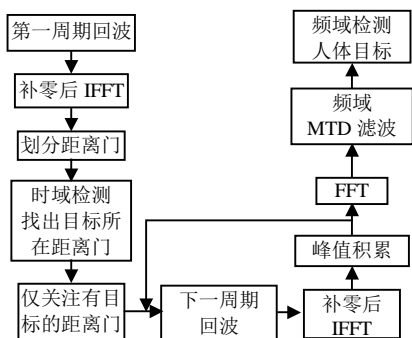 第一周期回波
补零后 IFFT
划分距离门
时域检测
找出目标所
在距离门
仅关注有目
标的距离门
下一周期
回波
补零后
IFFT
峰值积累
FFT
频域
MTD 滤波
频域检测
人体目标